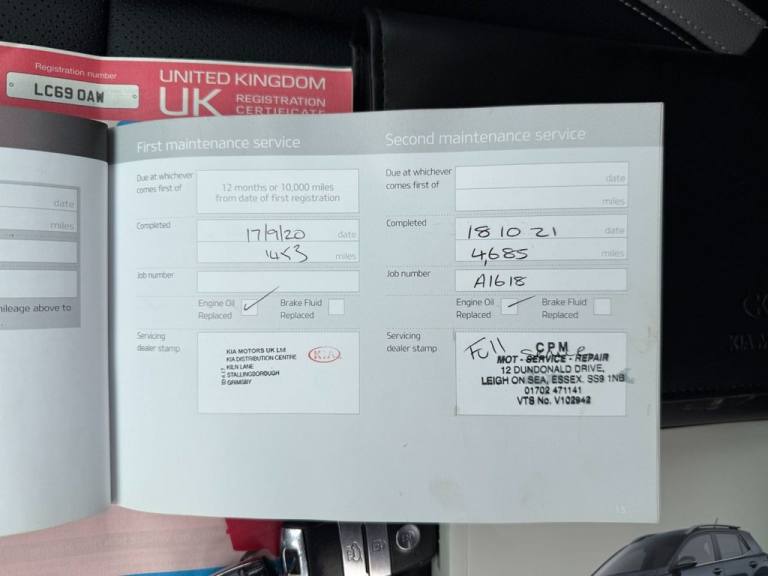 Registration number
LC69 OAW
UNITED KINGDOM
UK REGISTRATION
CERTIFICATE
date
miles
mileage above to
First maintenance service
Due at whichever
comes first of
12 months or 10,000 miles
from date of first registration
Completed
17/9/20 date
1453 miles
Job number
Engine Oil
Replaced
Brake Fluid
Replaced
Servicing
dealer stamp
KIA MOTORS UK Ltd
KIA DISTRIBUTION CENTRE
KILN LANE
STALLINGBOROUGH
GRIMSBY
KIA
Second maintenance service
Due at whichever
comes first of
date
miles
Completed
18 10 21 date
4,685 miles
Job number
A1618
Engine Oil
Replaced
Brake Fluid
Replaced
Servicing
dealer stamp
Full
CPM
MOT - SERVICE - REPAIR
12 DUNDONALD DRIVE,
LEIGH ON SEA, ESSEX. SS9 1NB
01702 471141
VTS No. V102942